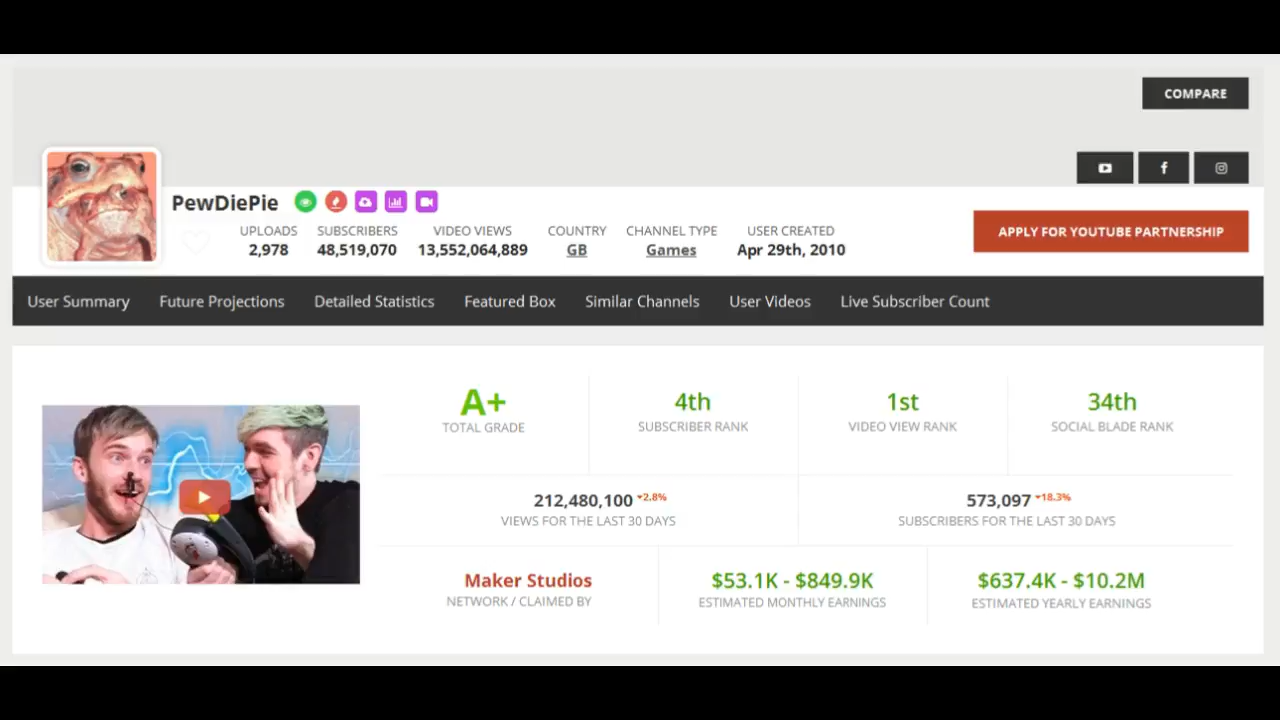 COMPARE
PewDiePie
UPLOADS SUBSCRIBERS VIDEO VIEWS COUNTRY CHANNEL TYPE USER CREATED
2,978 48,519,070 13,552,064,889 GB Games Apr 29th, 2010
APPLY FOR YOUTUBE PARTNERSHIP
User Summary Future Projections Detailed Statistics Featured Box Similar Channels User Videos Live Subscriber Count
A+ 4th 1st 34th
TOTAL GRADE SUBSCRIBER RANK VIDEO VIEW RANK SOCIAL BLADE RANK
212,480,100 2.8% 573,097 18.3%
VIEWS FOR THE LAST 30 DAYS SUBSCRIBERS FOR THE LAST 30 DAYS
Maker Studios $53.1K - $849.9K $637.4K - $10.2M
NETWORK / CLAIMED BY ESTIMATED MONTHLY EARNINGS ESTIMATED YEARLY EARNINGS